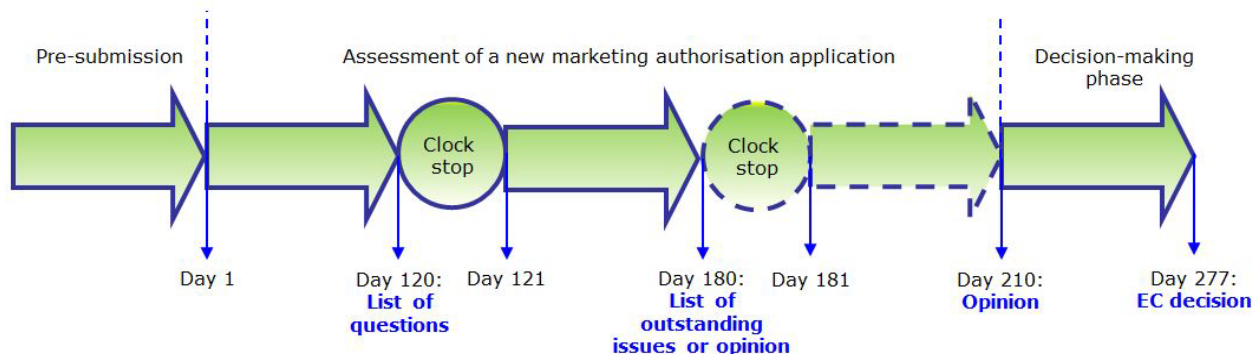 Pre-submission
Assessment of a new marketing authorisation application
Decision-making
phase
Clock
stop
Clock
stop
Day 1
Day 120:
List of
questions
Day 121
Day 180:
List of
outstanding
issues or opinion
Day 181
Day 210:
Opinion
Day 277:
EC decision